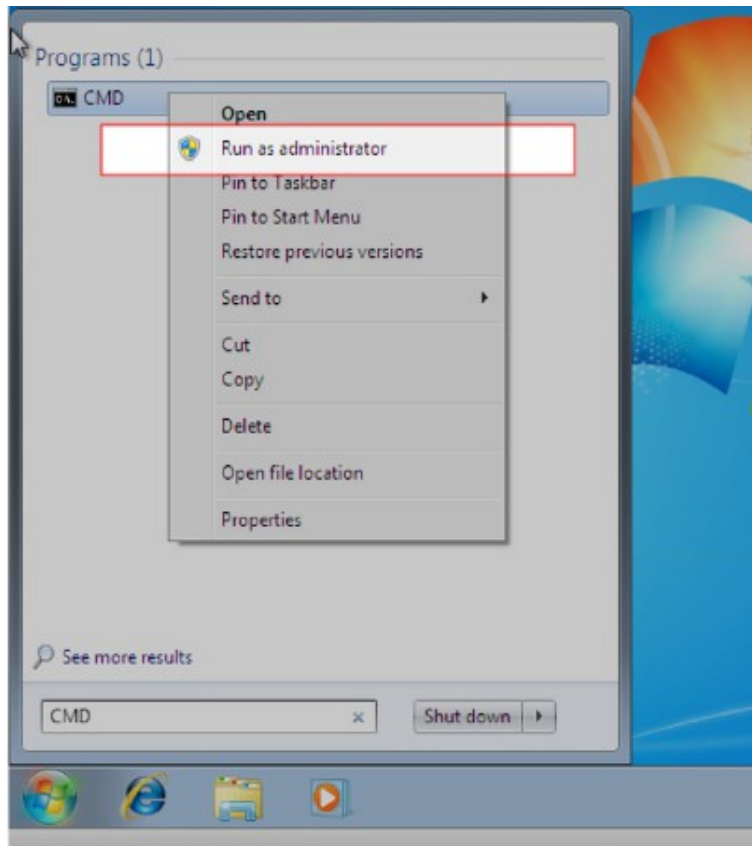 Programs (1)
CMD
Open
Run as administrator
Pin to Taskbar
Pin to Start Menu
Restore previous versions
Send to
Cut
Copy
Delete
Open file location
Properties
See more results
CMD
Shut down